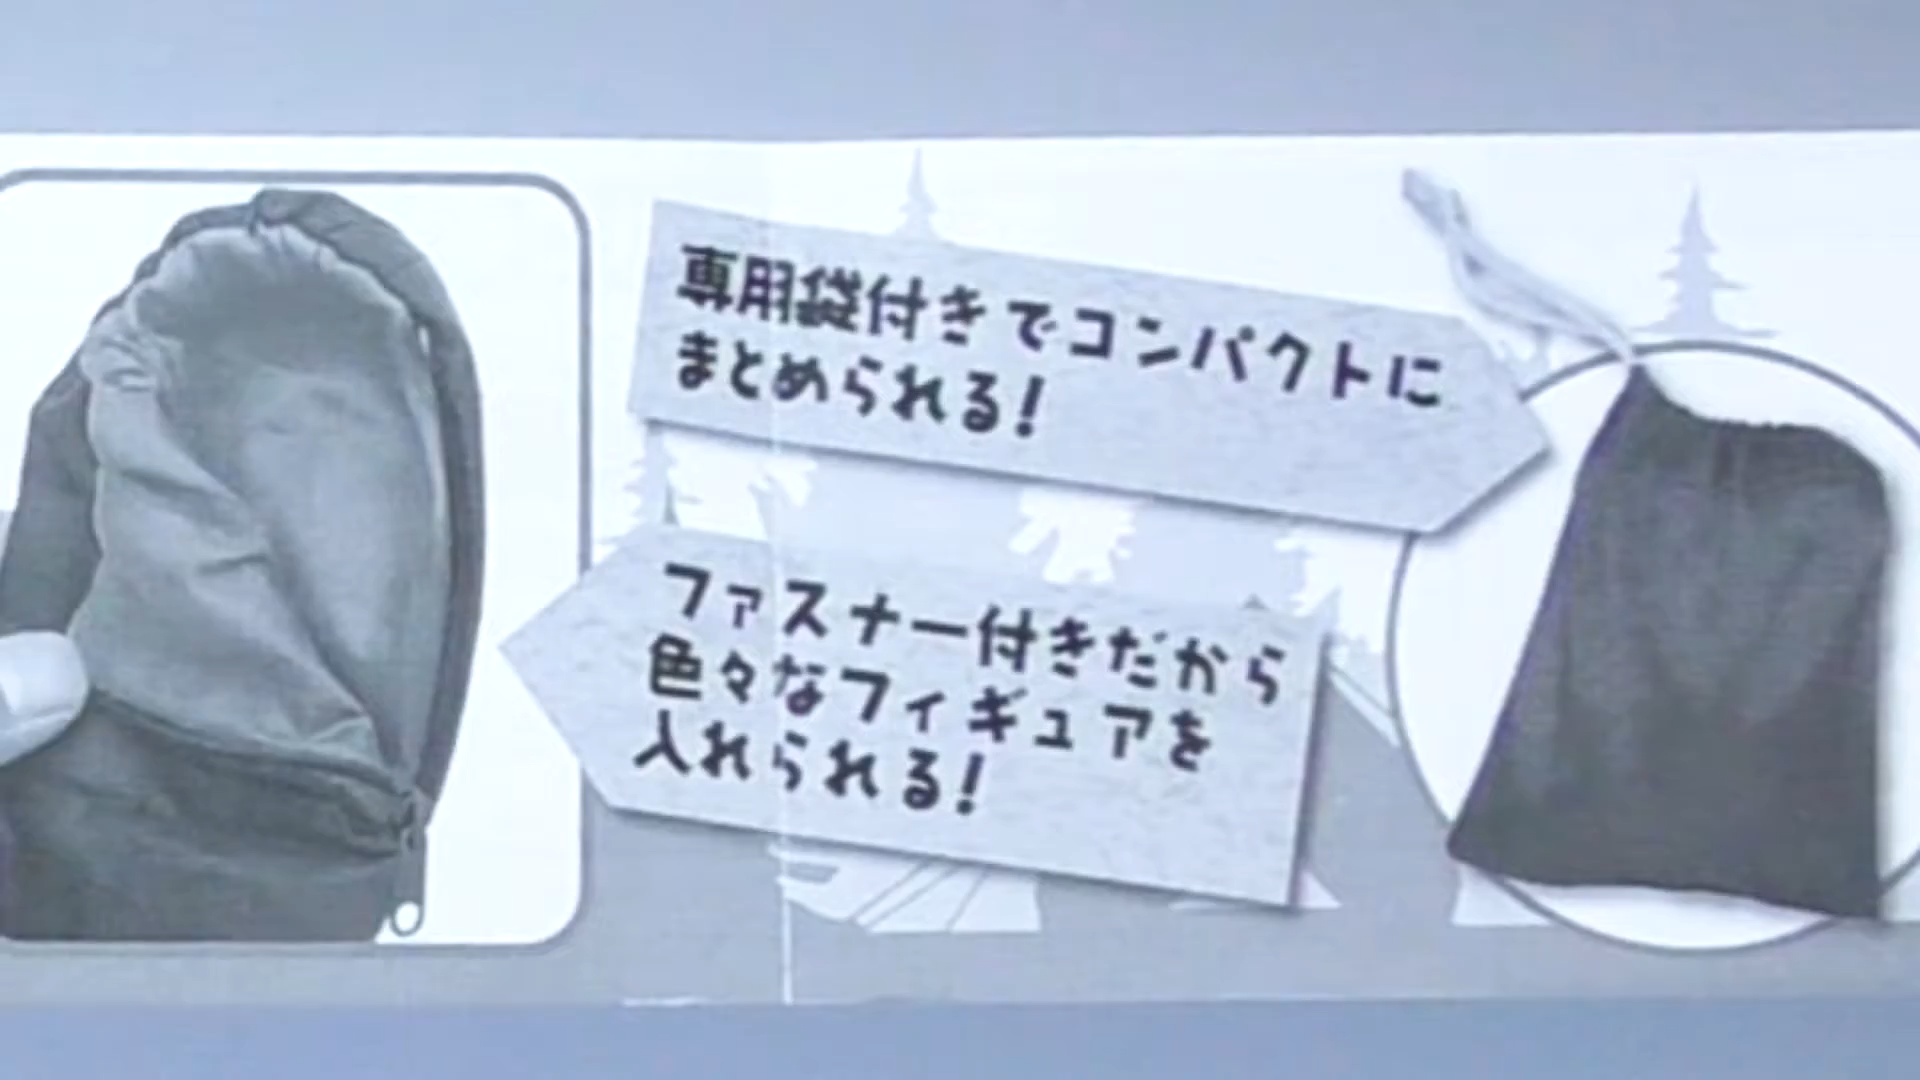 専用袋付きでコンパクトに
まとめられる!
ファスナー付きだから
色々なフィギュアを
入れられる!